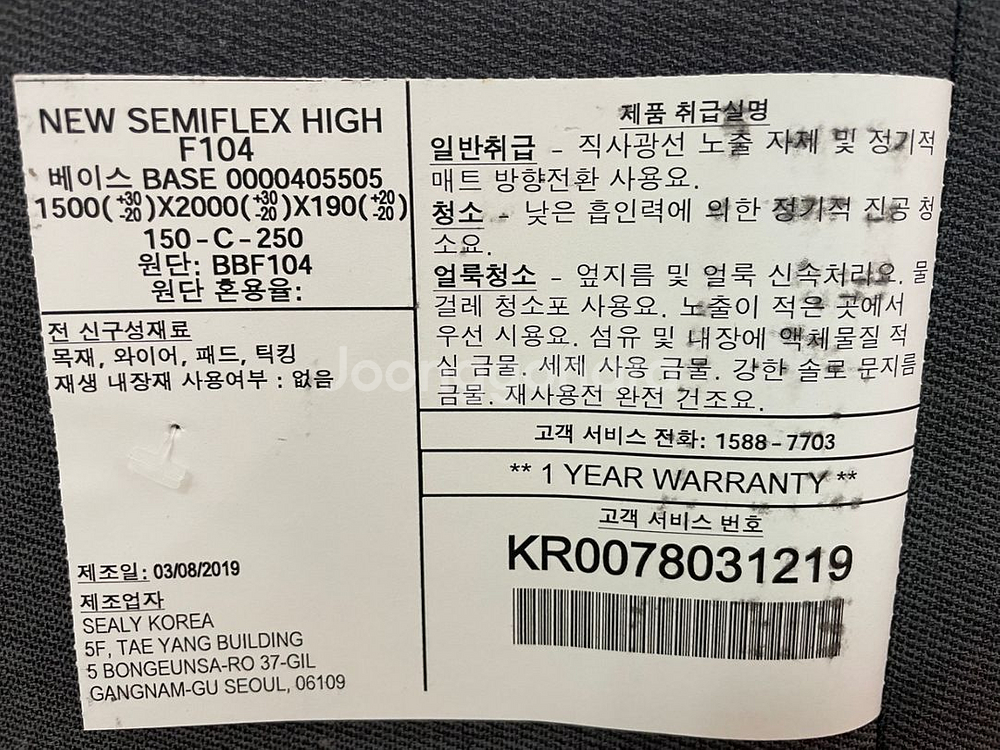 NEW SEMIFLEX HIGH
F104
베이스 BASE 0000405505
1500(+30 -20)X2000(+30 -20)X190(+20 -20)
150-C-250
원단: BBF104
원단 혼용율:
전 신구성재료
목재, 와이어, 패드, 틱킹
재생 내장재 사용여부 : 없음
제조일: 03/08/2019
제조업자
SEALY KOREA
5F, TAE YANG BUILDING
5 BONGEUNSA-RO 37-GIL
GANGNAM-GU SEOUL, 06109
제품 취급설명
일반취급 - 직사광선 노출 자제 및 정기적
매트 방향전환 사용요.
청소 - 낮은 흡인력에 의한 정기적 진공 청
소요.
얼룩청소 - 엎지름 및 얼룩 신속처리요. 물
걸레 청소포 사용요. 노출이 적은 곳에서
우선 시용요. 섬유 및 내장에 액체물질 적
심 금물. 세제 사용 금물. 강한 솔로 문지름
금물. 재사용전 완전 건조요.
고객 서비스 전화: 1588-7703
** 1 YEAR WARRANTY **
고객 서비스 번호
KR0078031219